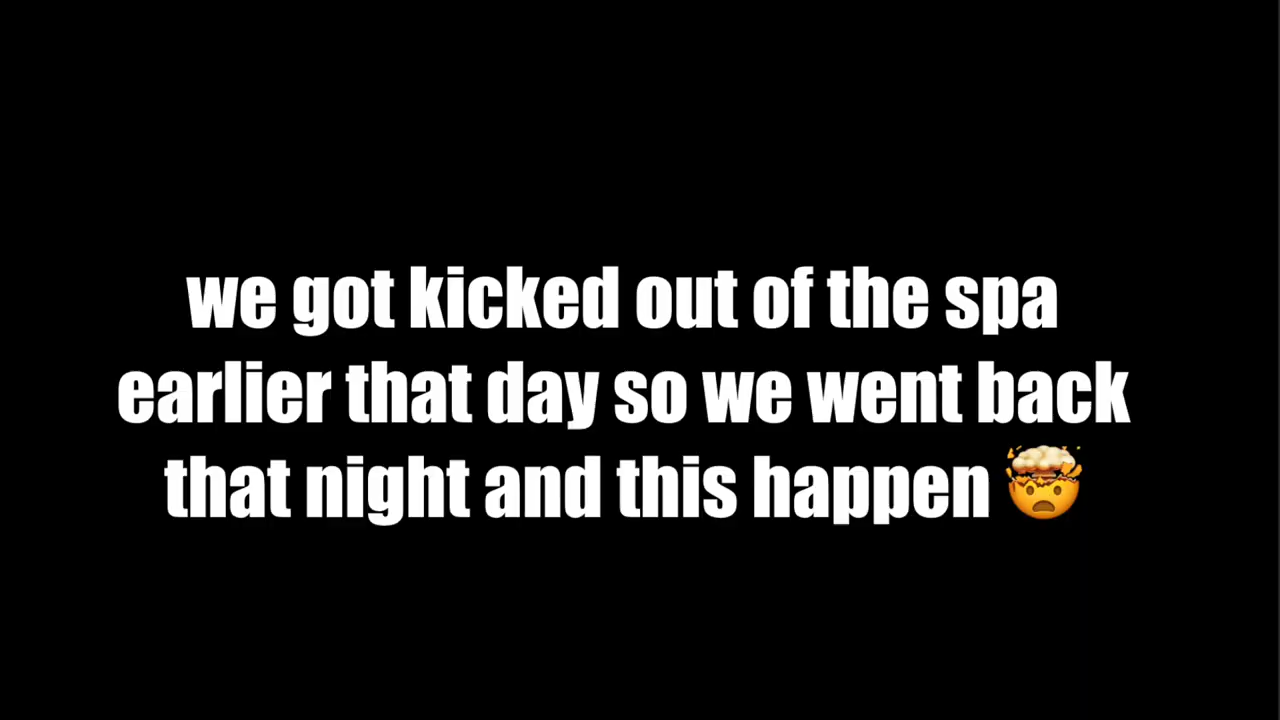 we got kicked out of the spa
earlier that day so we went back
that night and this happen 🤯